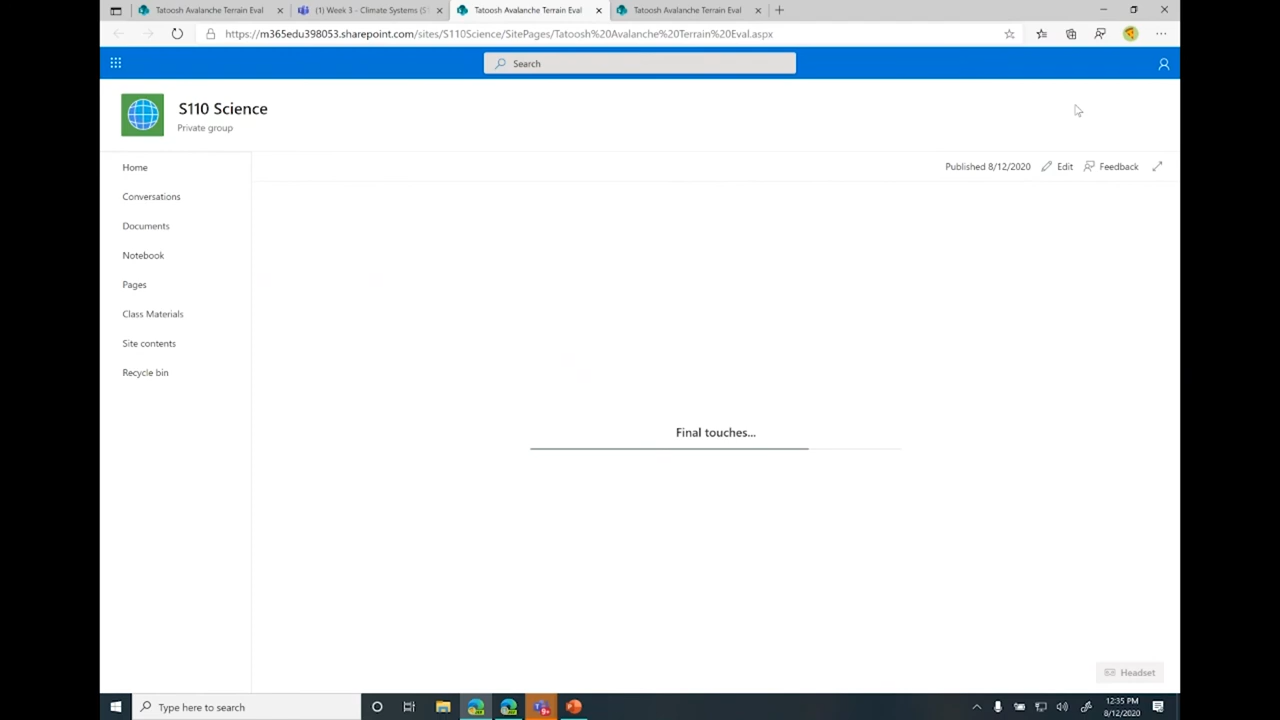 Tatoosh Avalanche Terrain Eval
(1) Week 3 - Climate Systems (S
Tatoosh Avalanche Terrain Eval
Tatoosh Avalanche Terrain Eval
https://m365edu398053.sharepoint.com/sites/S110Science/SitePages/Tatoosh%20Avalanche%20Terrain%20Eval.aspx
Search
S110 Science
Private group
Home
Published 8/12/2020
Edit
Feedback
Conversations
Documents
Notebook
Pages
Class Materials
Site contents
Recycle bin
Final touches...
Headset
Type here to search
12:35 PM
8/12/2020